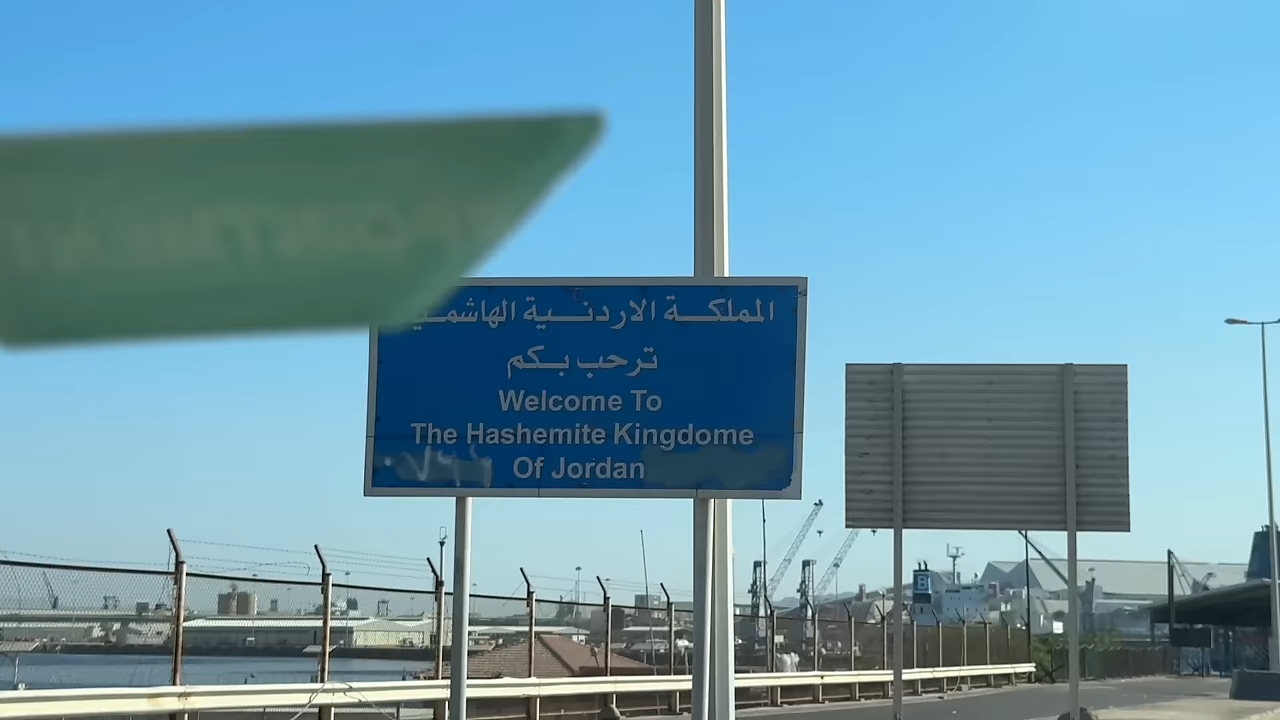 المملكة الاردنية الهاشمية
ترحب بكم
Welcome To
The Hashemite Kingdome
Of Jordan